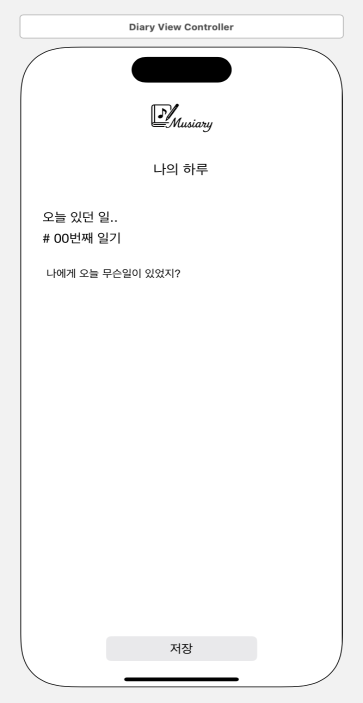 Diary View Controller
Musiary
나의 하루
오늘 있던 일..
# 00번째 일기
나에게 오늘 무슨일이 있었지?
저장